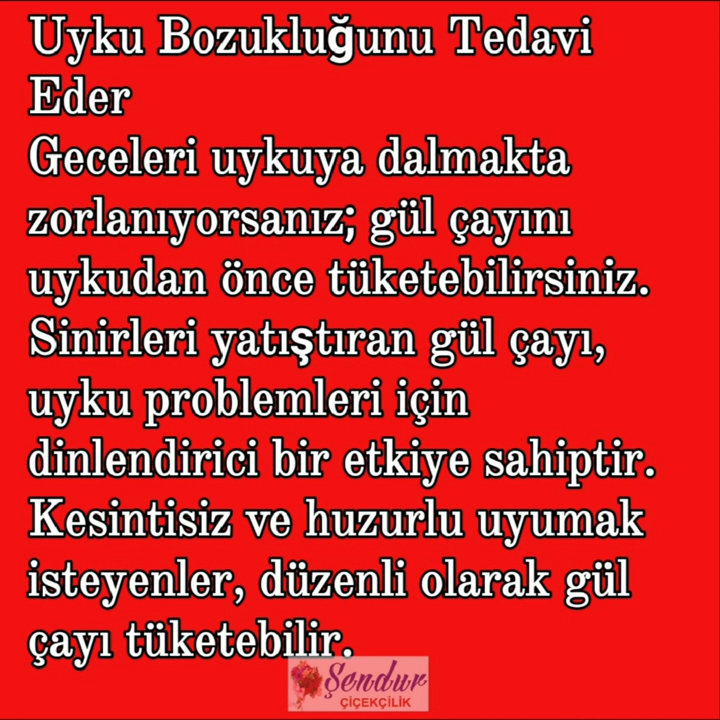 Uyku Bozukluğunu Tedavi
Eder
Geceleri uykuya dalmakta
zorlanıyorsanız; gül çayını
uykudan önce tüketebilirsiniz.
Sinirleri yatıştıran gül çayı,
uyku problemleri için
dinlendirici bir etkiye sahiptir.
Kesintisiz ve huzurlu uyumak
isteyenler, düzenli olarak gül
çayı tüketebilir.
Şendur
ÇİÇEKÇİLİK